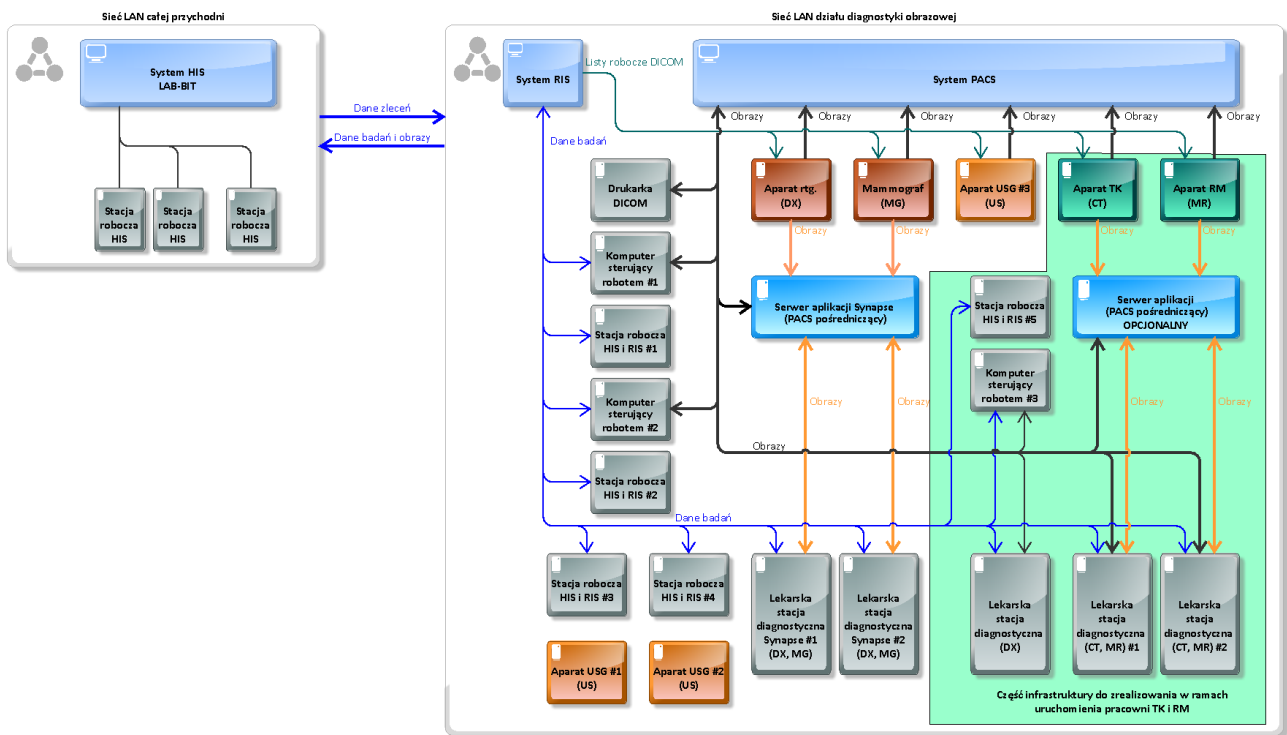 Sieć LAN całej przychodni
System HIS
LAB-BIT
Stacja
robocza
HIS
Stacja
robocza
HIS
Stacja
robocza
HIS
Dane zleceń
Dane badań i obrazy
Sieć LAN działu diagnostyki obrazowej
System RIS
Listy robocze DICOM
System PACS
Dane badań
Obrazy
Obrazy
Obrazy
Obrazy
Obrazy
Obrazy
Drukarka
DICOM
Aparat rtg.
(DX)
Mammograf
(MG)
Aparat USG #3
(US)
Aparat TK
(CT)
Aparat RM
(MR)
Obrazy
Obrazy
Obrazy
Obrazy
Komputer
sterujący
robotem #1
Serwer aplikacji Synapse
(PACS pośredniczący)
Stacja robocza
HIS i RIS #5
Serwer aplikacji
(PACS pośredniczący)
OPCJONALNY
Stacja robocza
HIS i RIS #1
Komputer
sterujący
robotem #3
Komputer
sterujący
robotem #2
Obrazy
Obrazy
Obrazy
Obrazy
Obrazy
Stacja robocza
HIS i RIS #2
Dane badań
Stacja robocza
HIS i RIS #3
Stacja robocza
HIS i RIS #4
Lekarska
stacja
diagnostyczna
Synapse #1
(DX, MG)
Lekarska
stacja
diagnostyczna
Synapse #2
(DX, MG)
Lekarska
stacja
diagnostyczna
(DX)
Lekarska
stacja
diagnostyczna
(CT, MR) #1
Lekarska
stacja
diagnostyczna
(CT, MR) #2
Aparat USG #1
(US)
Aparat USG #2
(US)
Część infrastruktury do zrealizowania w ramach
uruchomienia pracowni TK i RM